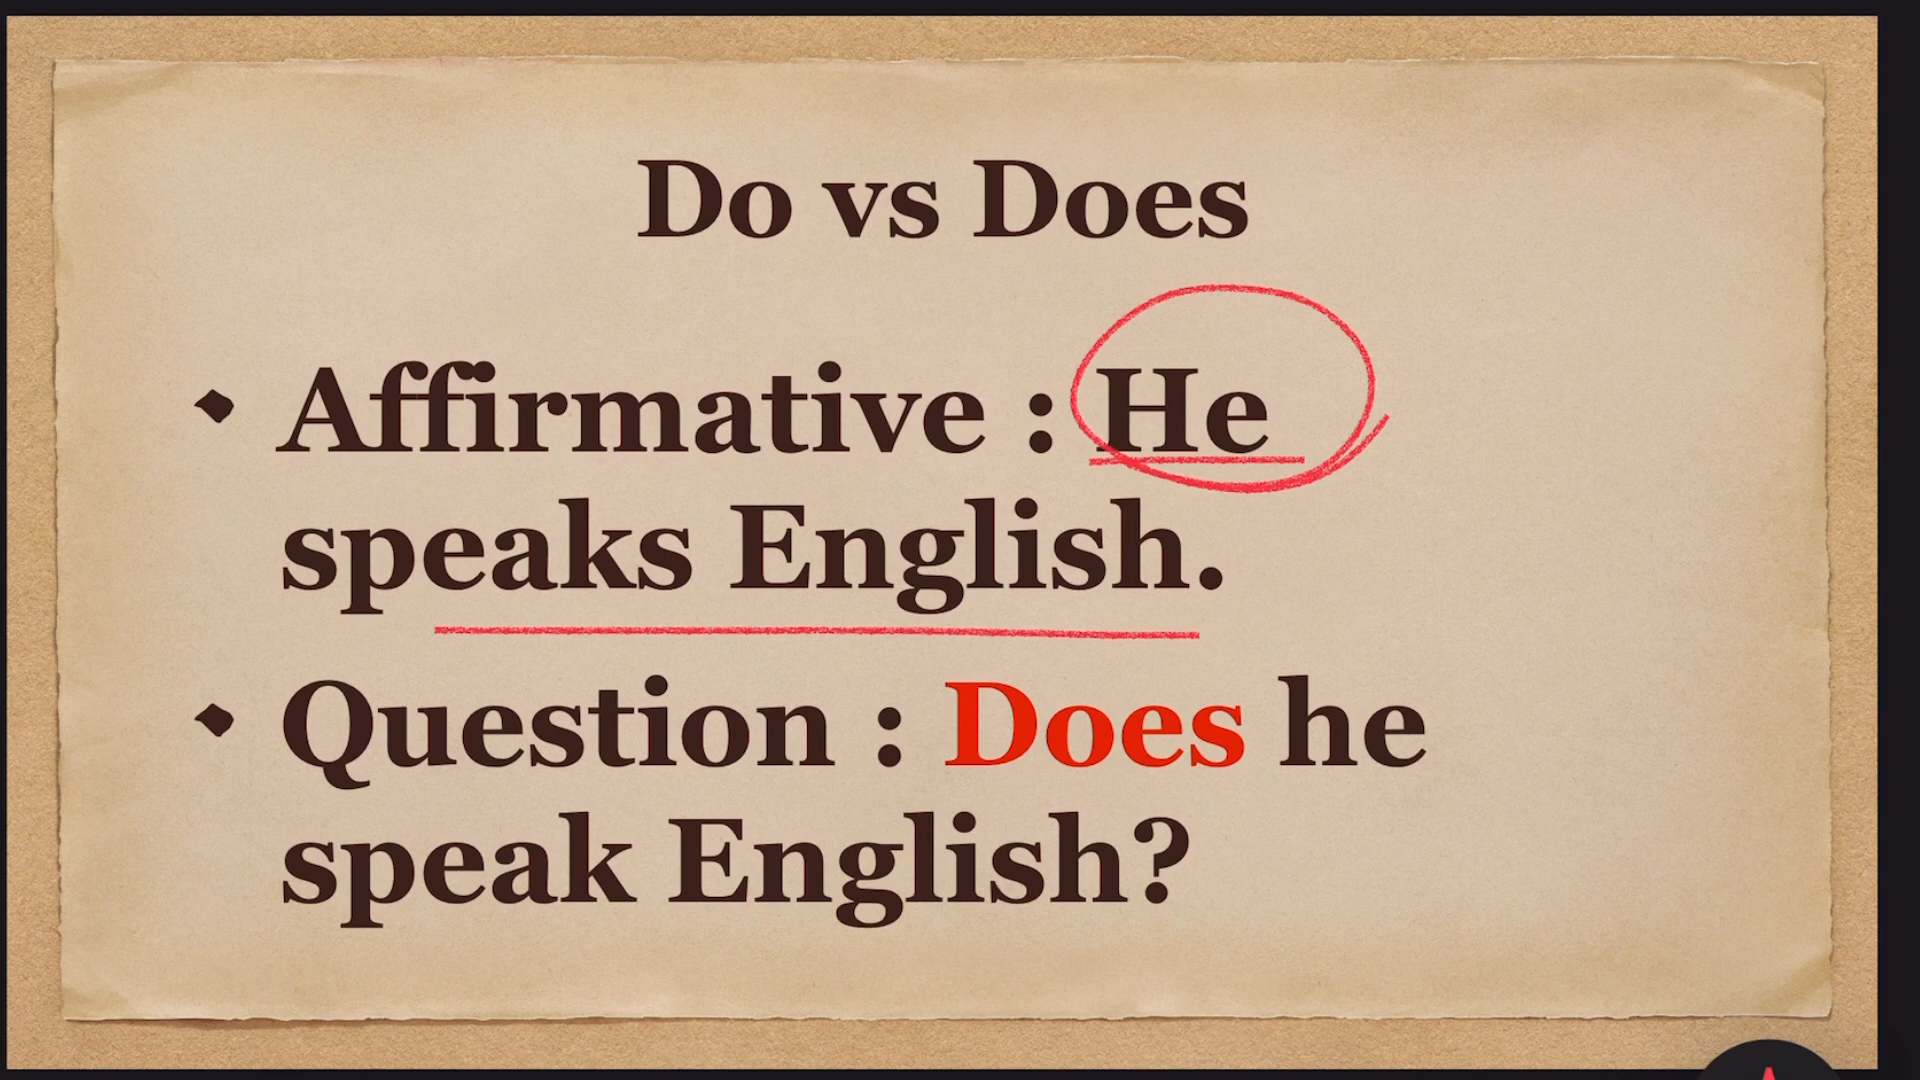 Do vs Does
Affirmative : He
speaks English.
Question : Does he
speak English?